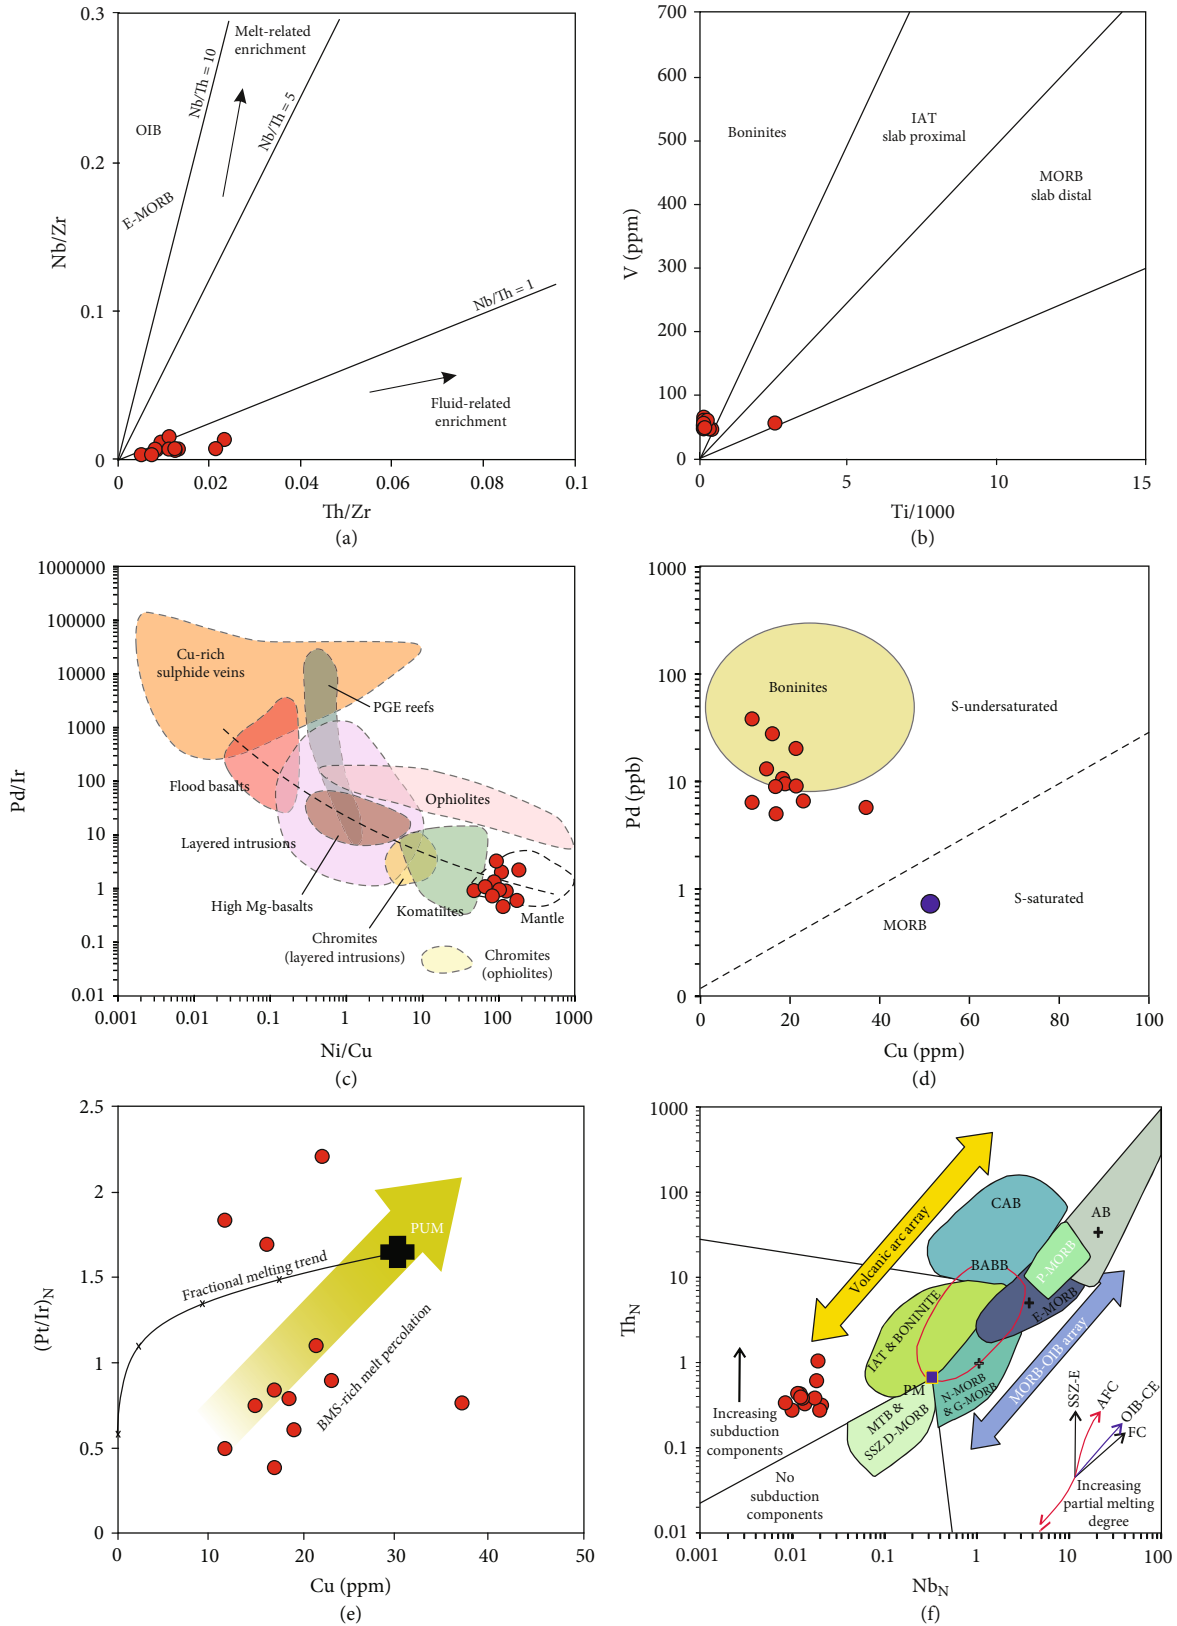 0.3
0.2
0.1
0
Nb/Zr
OIB
E-MORB
Nb/Th = 10
Melt-related
enrichment
Nb/Th = 5
Nb/Th = 1
Fluid-related
enrichment
0 0.02 0.04 0.06 0.08 0.1
Th/Zr
(a)
700
600
500
400
300
200
100
0
V (ppm)
Boninites
IAT
slab proximal
MORB
slab distal
0 5 10 15
Ti/1000
(b)
1000000
100000
10000
1000
100
10
1
0.1
0.01
Pd/Ir
Cu-rich
sulphide veins
PGE reefs
Flood basalts
Ophiolites
Layered intrusions
High Mg-basalts
Komatiites
Mantle
Chromites
(layered intrusions)
Chromites
(ophiolites)
0.001 0.01 0.1 1 10 100 1000
Ni/Cu
(c)
1000
100
10
1
0
Pd (ppb)
Boninites
S-undersaturated
S-saturated
MORB
0 20 40 60 80 100
Cu (ppm)
(d)
2.5
2
1.5
1
0.5
0
(Pt/Ir)N
PUM
Fractional melting trend
BMS-rich melt percolation
0 10 20 30 40 50
Cu (ppm)
(e)
1000
100
10
1
0.1
0.01
ThN
Volcanic arc array
CAB
AB
BABB
P-MORB
E-MORB
IAT & BONINITE
MORB-OIB array
PM
N-MORB
& G-MORB
MTB &
SSZ D-MORB
Increasing
subduction
components
No
subduction
components
SSZ-E
AFC
OIB-CE
FC
Increasing
partial melting
degree
0.001 0.01 0.1 1 10 100
NbN
(f)